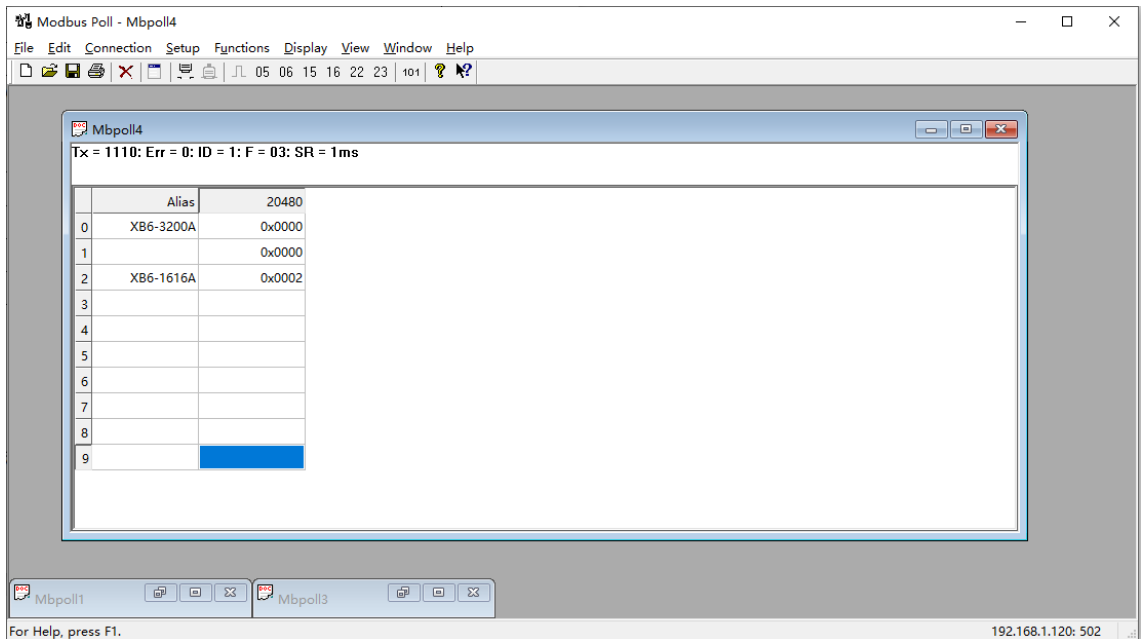 Modbus Poll - Mbpoll4
File Edit Connection Setup Functions Display View Window Help
05 06 15 16 22 23 101
Mbpoll4
Tx = 1110: Err = 0: ID = 1: F = 03: SR = 1ms
Alias 20480
0 XB6-3200A 0x0000
1 0x0000
2 XB6-1616A 0x0002
3
4
5
6
7
8
9
Mbpoll1 Mbpoll3
For Help, press F1. 192.168.1.120: 502